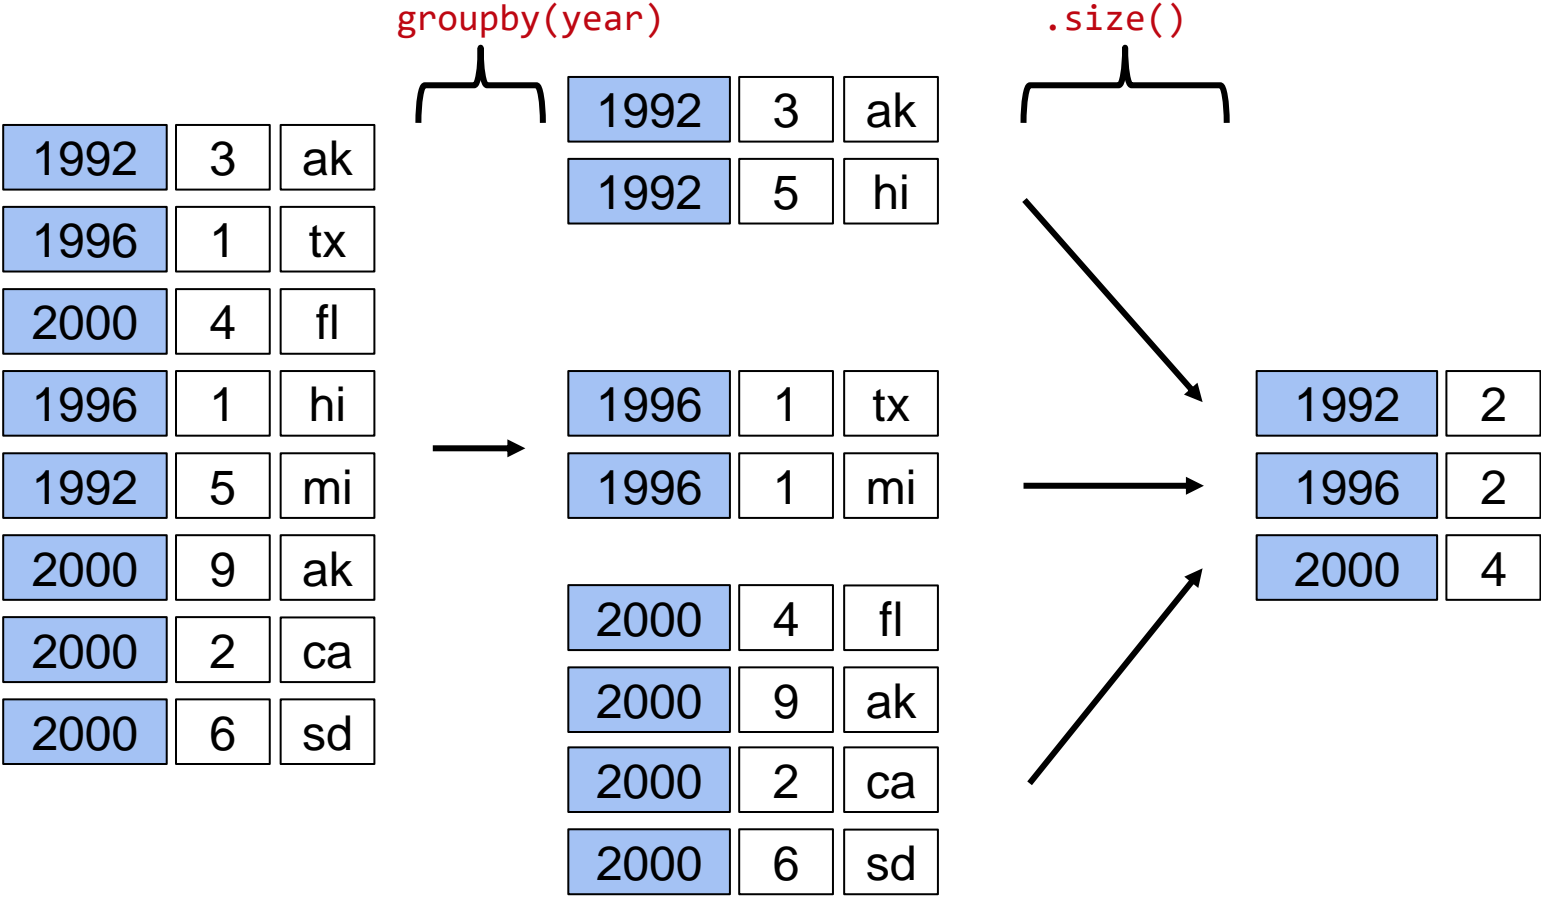 groupby(year)
.size()
1992 3 ak
1996 1 tx
2000 4 fl
1996 1 hi
1992 5 mi
2000 9 ak
2000 2 ca
2000 6 sd
1992 3 ak
1992 5 hi
1996 1 tx
1996 1 mi
2000 4 fl
2000 9 ak
2000 2 ca
2000 6 sd
1992 2
1996 2
2000 4